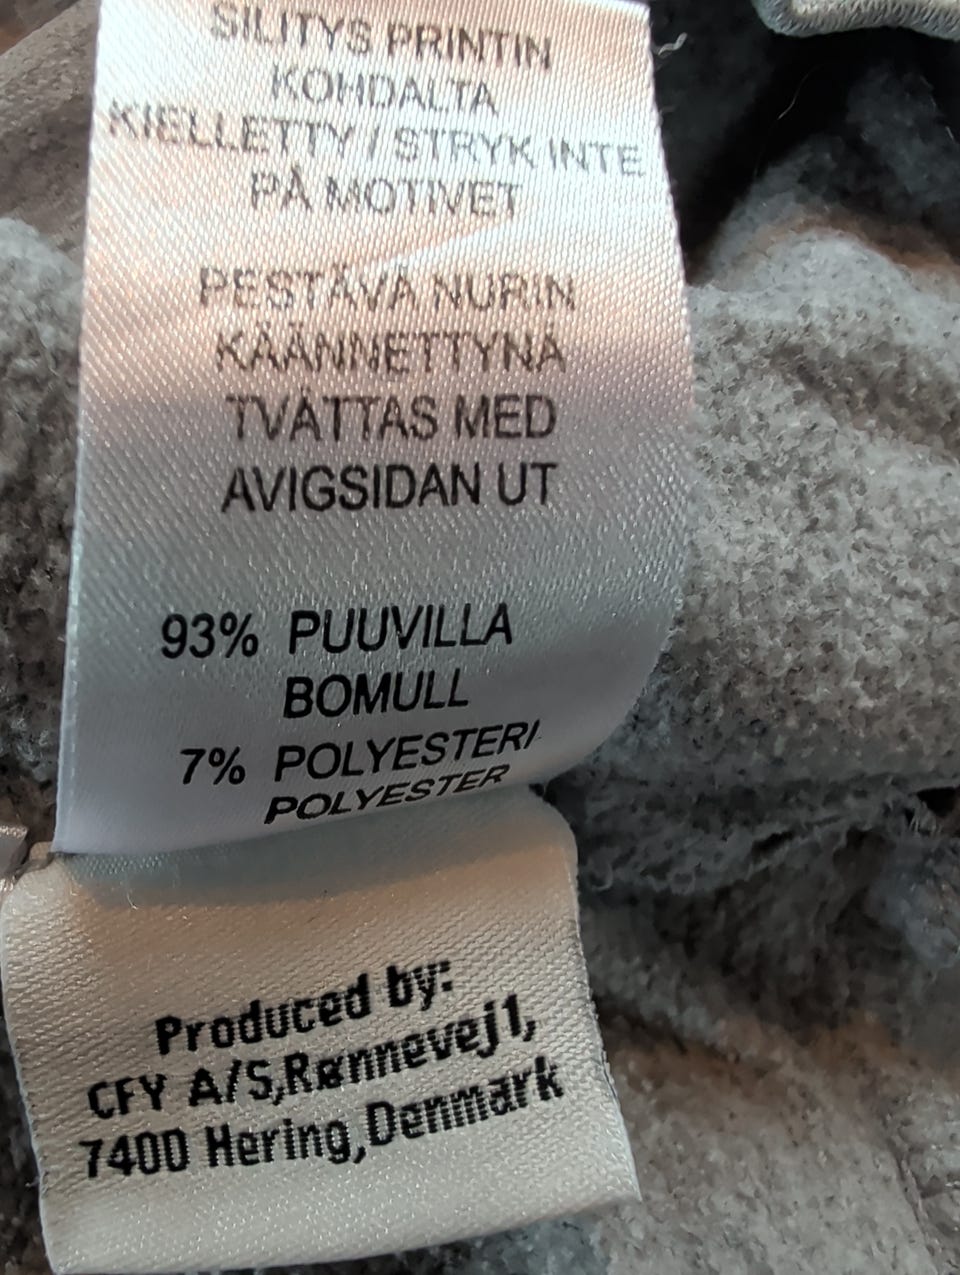 SILITYS PRINTIN
KOHDALTA
KIELLETTY / STRYK INTE
PÅ MOTIVET
PESTÄVÄ NURIN
KÄÄNNETTYNÄ
TVÄTTAS MED
AVIGSIDAN UT
93% PUUVILLA
BOMULL
7% POLYESTERI/
POLYESTER
Produced by:
CFY A/S,Rønnevej1,
7400 Hering,Denmark